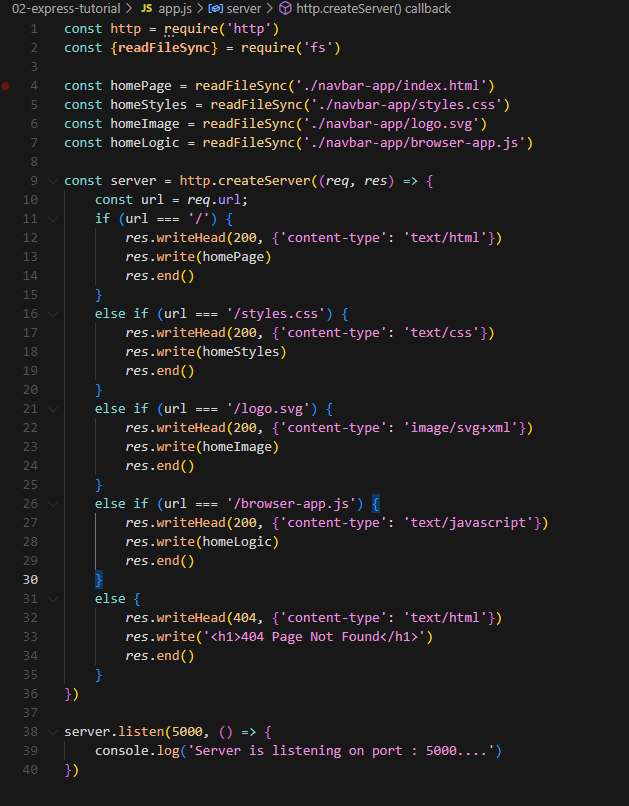 02-express-tutorial > JS app.js > server > http.createServer() callback
1 const http = require('http')
2 const {readFileSync} = require('fs')
3
4 const homePage = readFileSync('./navbar-app/index.html')
5 const homeStyles = readFileSync('./navbar-app/styles.css')
6 const homeImage = readFileSync('./navbar-app/logo.svg')
7 const homeLogic = readFileSync('./navbar-app/browser-app.js')
8
9 const server = http.createServer((req, res) => {
10     const url = req.url;
11     if (url === '/') {
12         res.writeHead(200, {'content-type': 'text/html'})
13         res.write(homePage)
14         res.end()
15     }
16     else if (url === '/styles.css') {
17         res.writeHead(200, {'content-type': 'text/css'})
18         res.write(homeStyles)
19         res.end()
20     }
21     else if (url === '/logo.svg') {
22         res.writeHead(200, {'content-type': 'image/svg+xml'})
23         res.write(homeImage)
24         res.end()
25     }
26     else if (url === '/browser-app.js') {
27         res.writeHead(200, {'content-type': 'text/javascript'})
28         res.write(homeLogic)
29         res.end()
30     }
31     else {
32         res.writeHead(404, {'content-type': 'text/html'})
33         res.write('<h1>404 Page Not Found</h1>')
34         res.end()
35     }
36 })
37
38 server.listen(5000, () => {
39     console.log('Server is listening on port : 5000....')
40 })